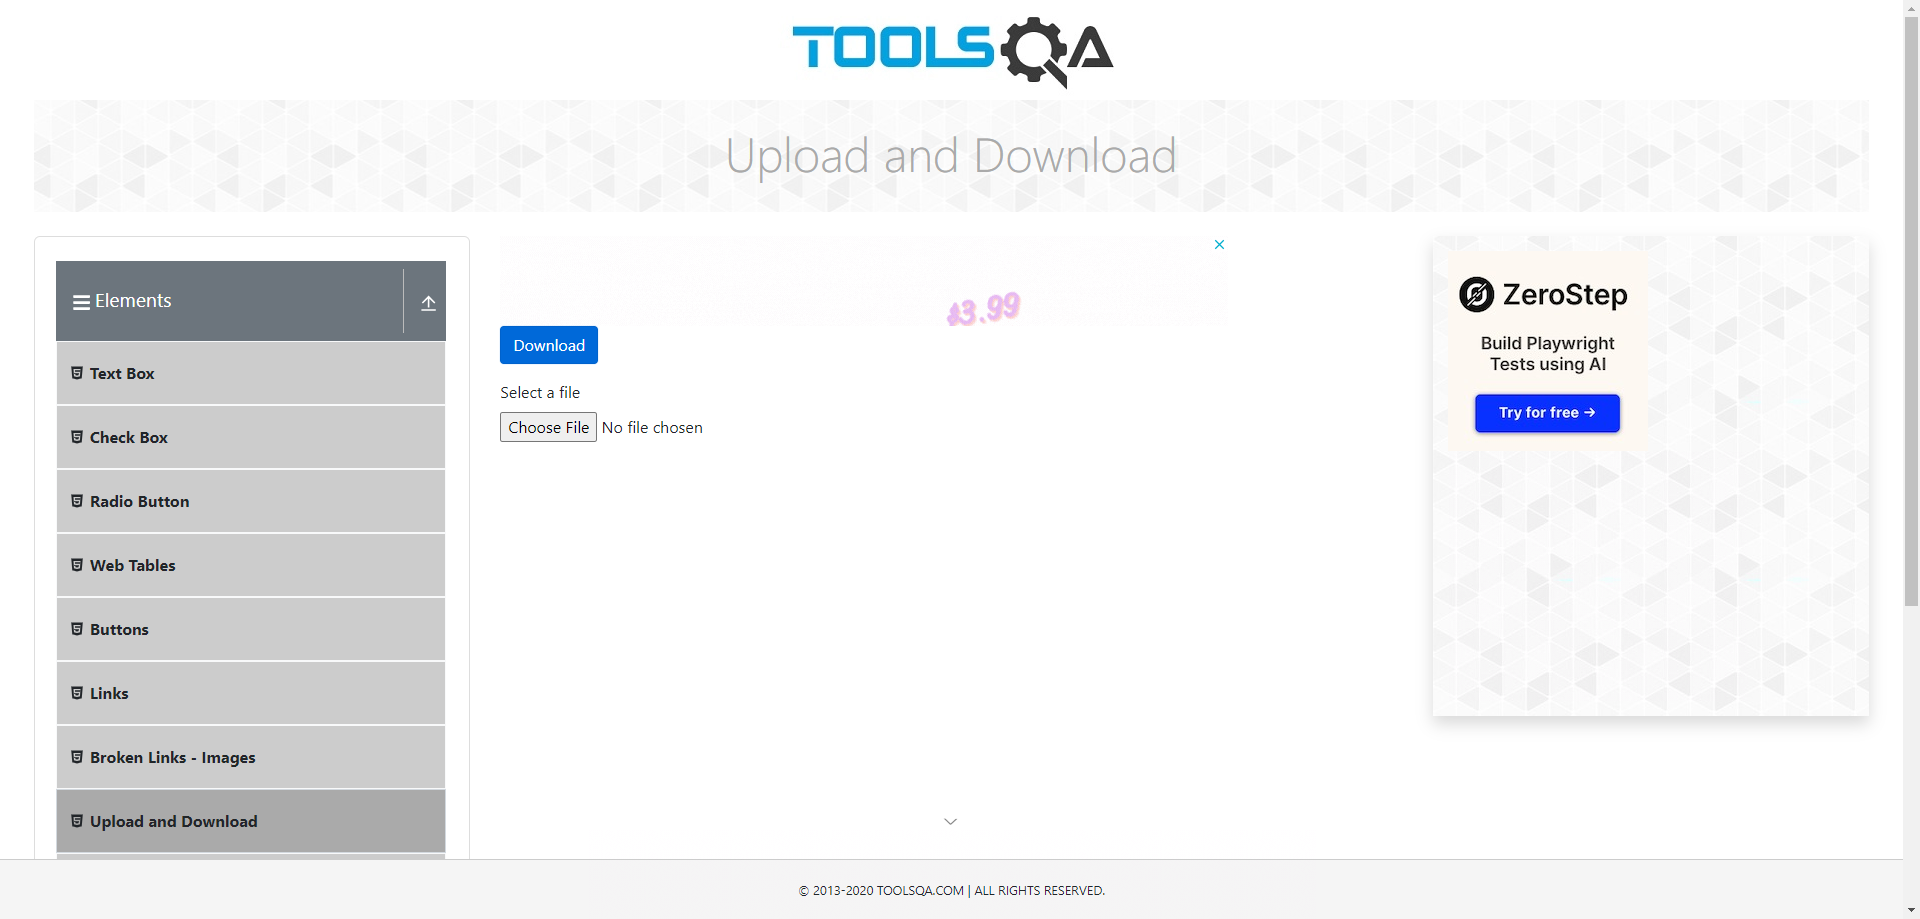 TOOLSQA
Upload and Download
Elements
Text Box
Check Box
Radio Button
Web Tables
Buttons
Links
Broken Links - Images
Upload and Download
$3.99
Download
Select a file
Choose File No file chosen
ZeroStep
Build Playwright
Tests using AI
Try for free →
© 2013-2020 TOOLSQA.COM | ALL RIGHTS RESERVED.